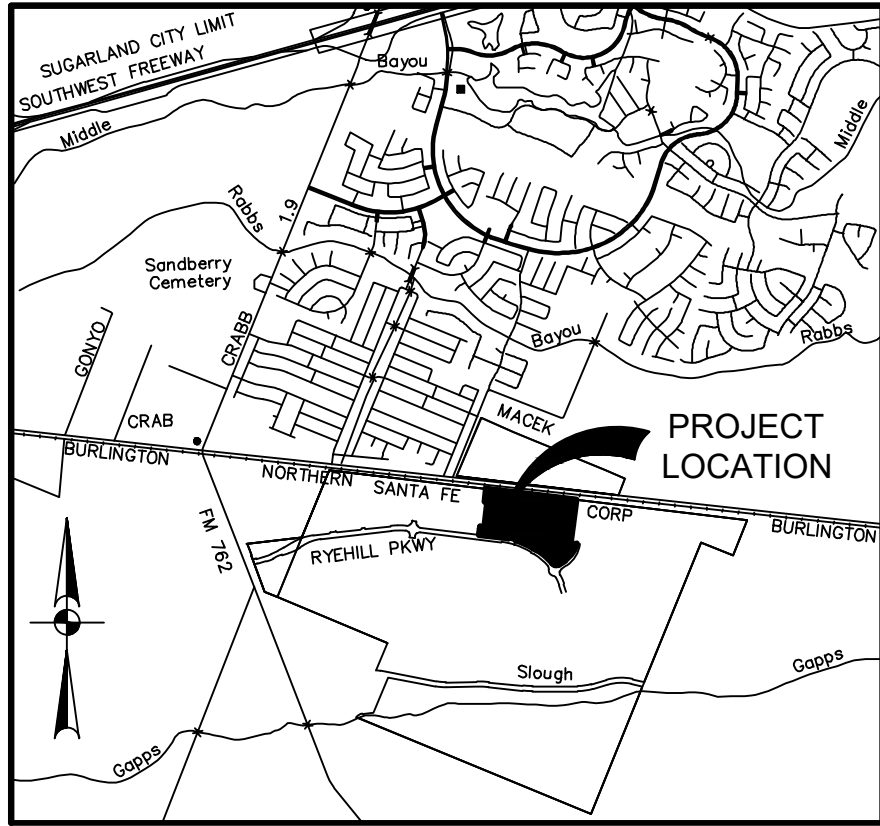 SUGARLAND CITY LIMIT
SOUTHWEST FREEWAY
Bayou
Middle
Middle
Rabbs
1.9
Sandberry
Cemetery
GONYO
CRABB
Bayou
Rabbs
CRAB
MACEK
PROJECT
LOCATION
BURLINGTON
NORTHERN
SANTA FE
CORP
BURLINGTON
FM 762
RYEHILL PKWY
Slough
Gapps
Gapps